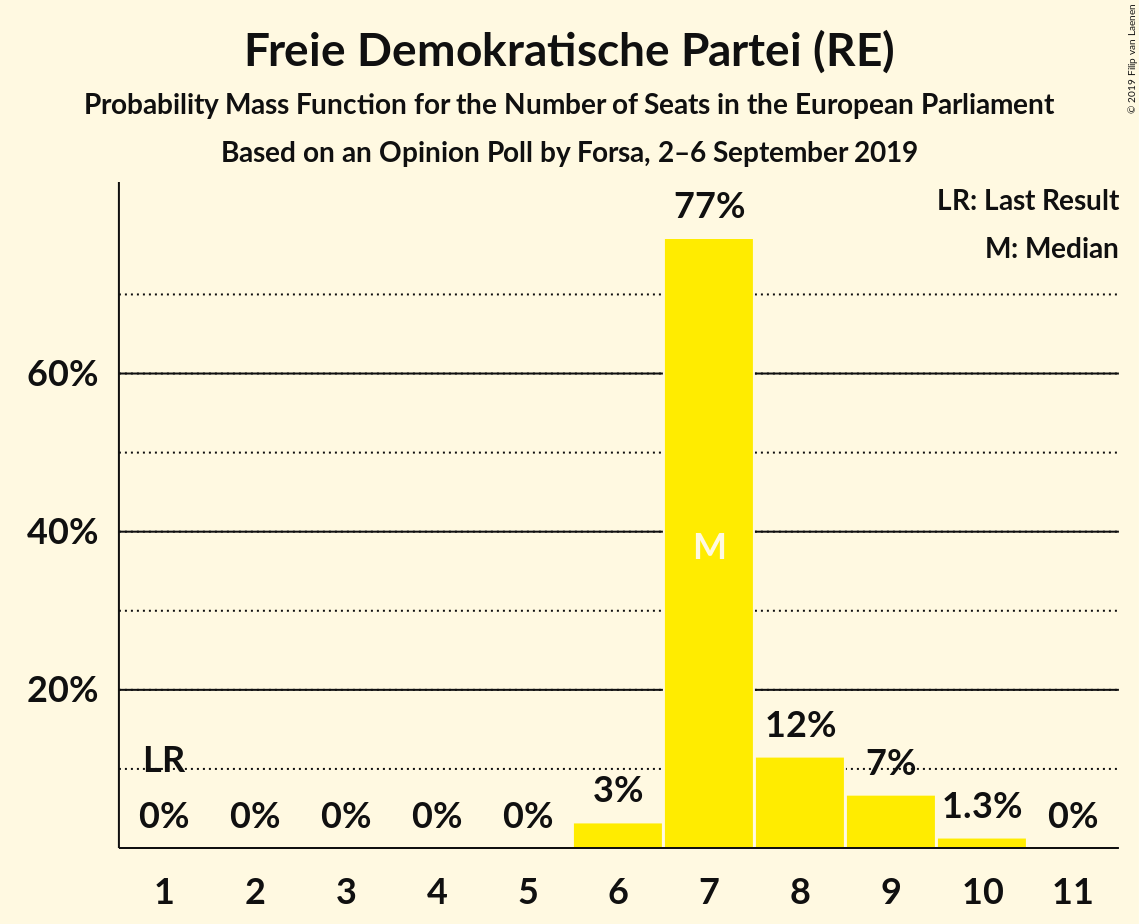 Freie Demokratische Partei (RE)
Probability Mass Function for the Number of Seats in the European Parliament
Based on an Opinion Poll by Forsa, 2–6 September 2019
© 2019 Filip van Laenen
LR: Last Result
M: Median
77%
60%
40%
M
20%
12%
LR
7%
3%
1.3%
0% 0% 0% 0% 0% 0%
1 2 3 4 5 6 7 8 9 10 11